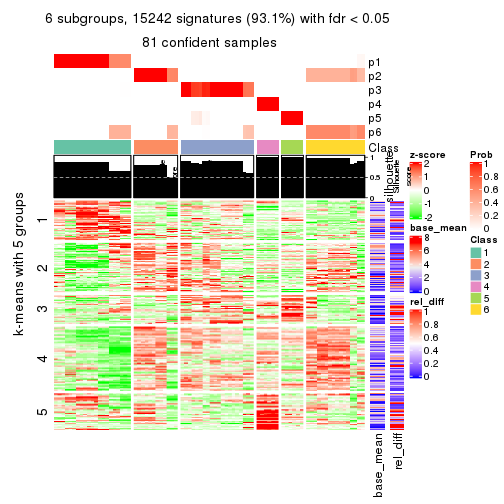 6 subgroups, 15242 signatures (93.1%) with fdr < 0.05
81 confident samples
p1
p2
p3
p4
p5
p6
Class
1
0.5
0
silhouette
Silhouette
score
k-means with 5 groups
1
2
3
4
5
base_mean
rel_diff
z-score
2
1
0
-1
-2
base_mean
8
6
4
2
0
rel_diff
1
0.8
0.6
0.4
0.2
0
Prob
1
0.8
0.6
0.4
0.2
0
Class
1
2
3
4
5
6